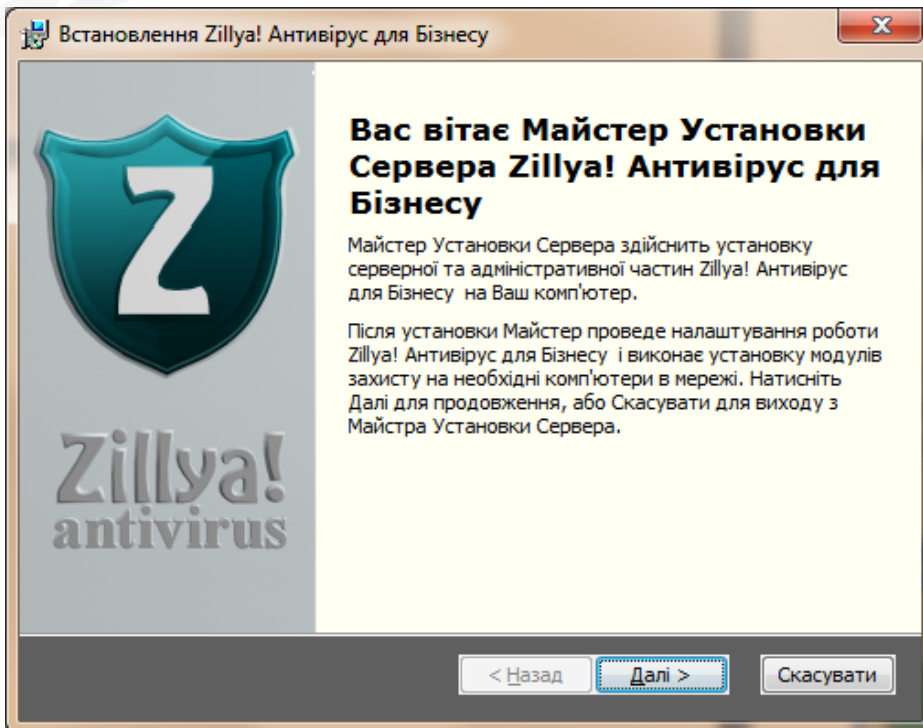 Встановлення Zillya! Антивірус для Бізнесу
Z
Zillya!
antivirus
Вас вітає Майстер Установки
Сервера Zillya! Антивірус для
Бізнесу
Майстер Установки Сервера здійснить установку
серверної та адміністративної частин Zillya! Антивірус
для Бізнесу на Ваш комп'ютер.
Після установки Майстер проведе налаштування роботи
Zillya! Антивірус для Бізнесу і виконає установку модулів
захисту на необхідні комп'ютери в мережі. Натисніть
Далі для продовження, або Скасувати для виходу з
Майстра Установки Сервера.
< Назад Далі > Скасувати